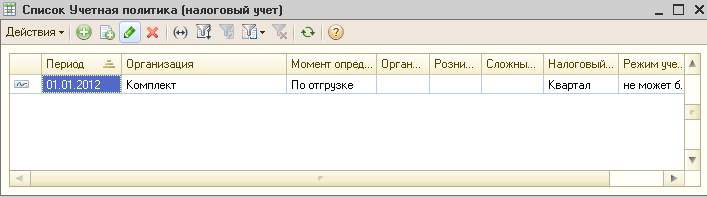 Список Учетная политика (налоговый учет)
Действия
Период Организация Момент опред... Орган... Розни... Сложны... Налоговый... Режим уче...
01.01.2012 Комплект По отгрузке Квартал не может б...